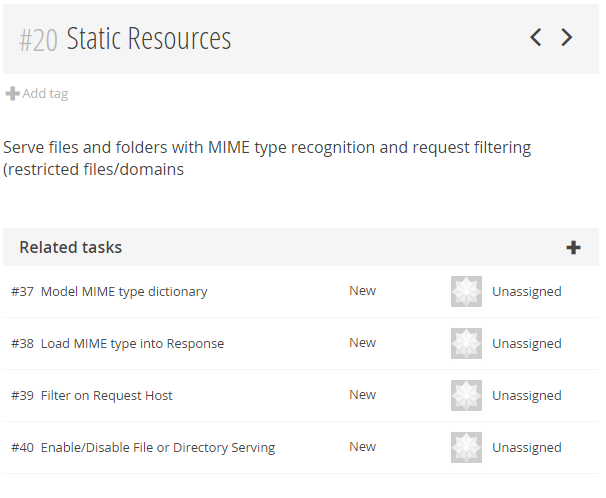 #20 Static Resources
Add tag
Serve files and folders with MIME type recognition and request filtering
(restricted files/domains
Related tasks
#37 Model MIME type dictionary New Unassigned
#38 Load MIME type into Response New Unassigned
#39 Filter on Request Host New Unassigned
#40 Enable/Disable File or Directory Serving New Unassigned